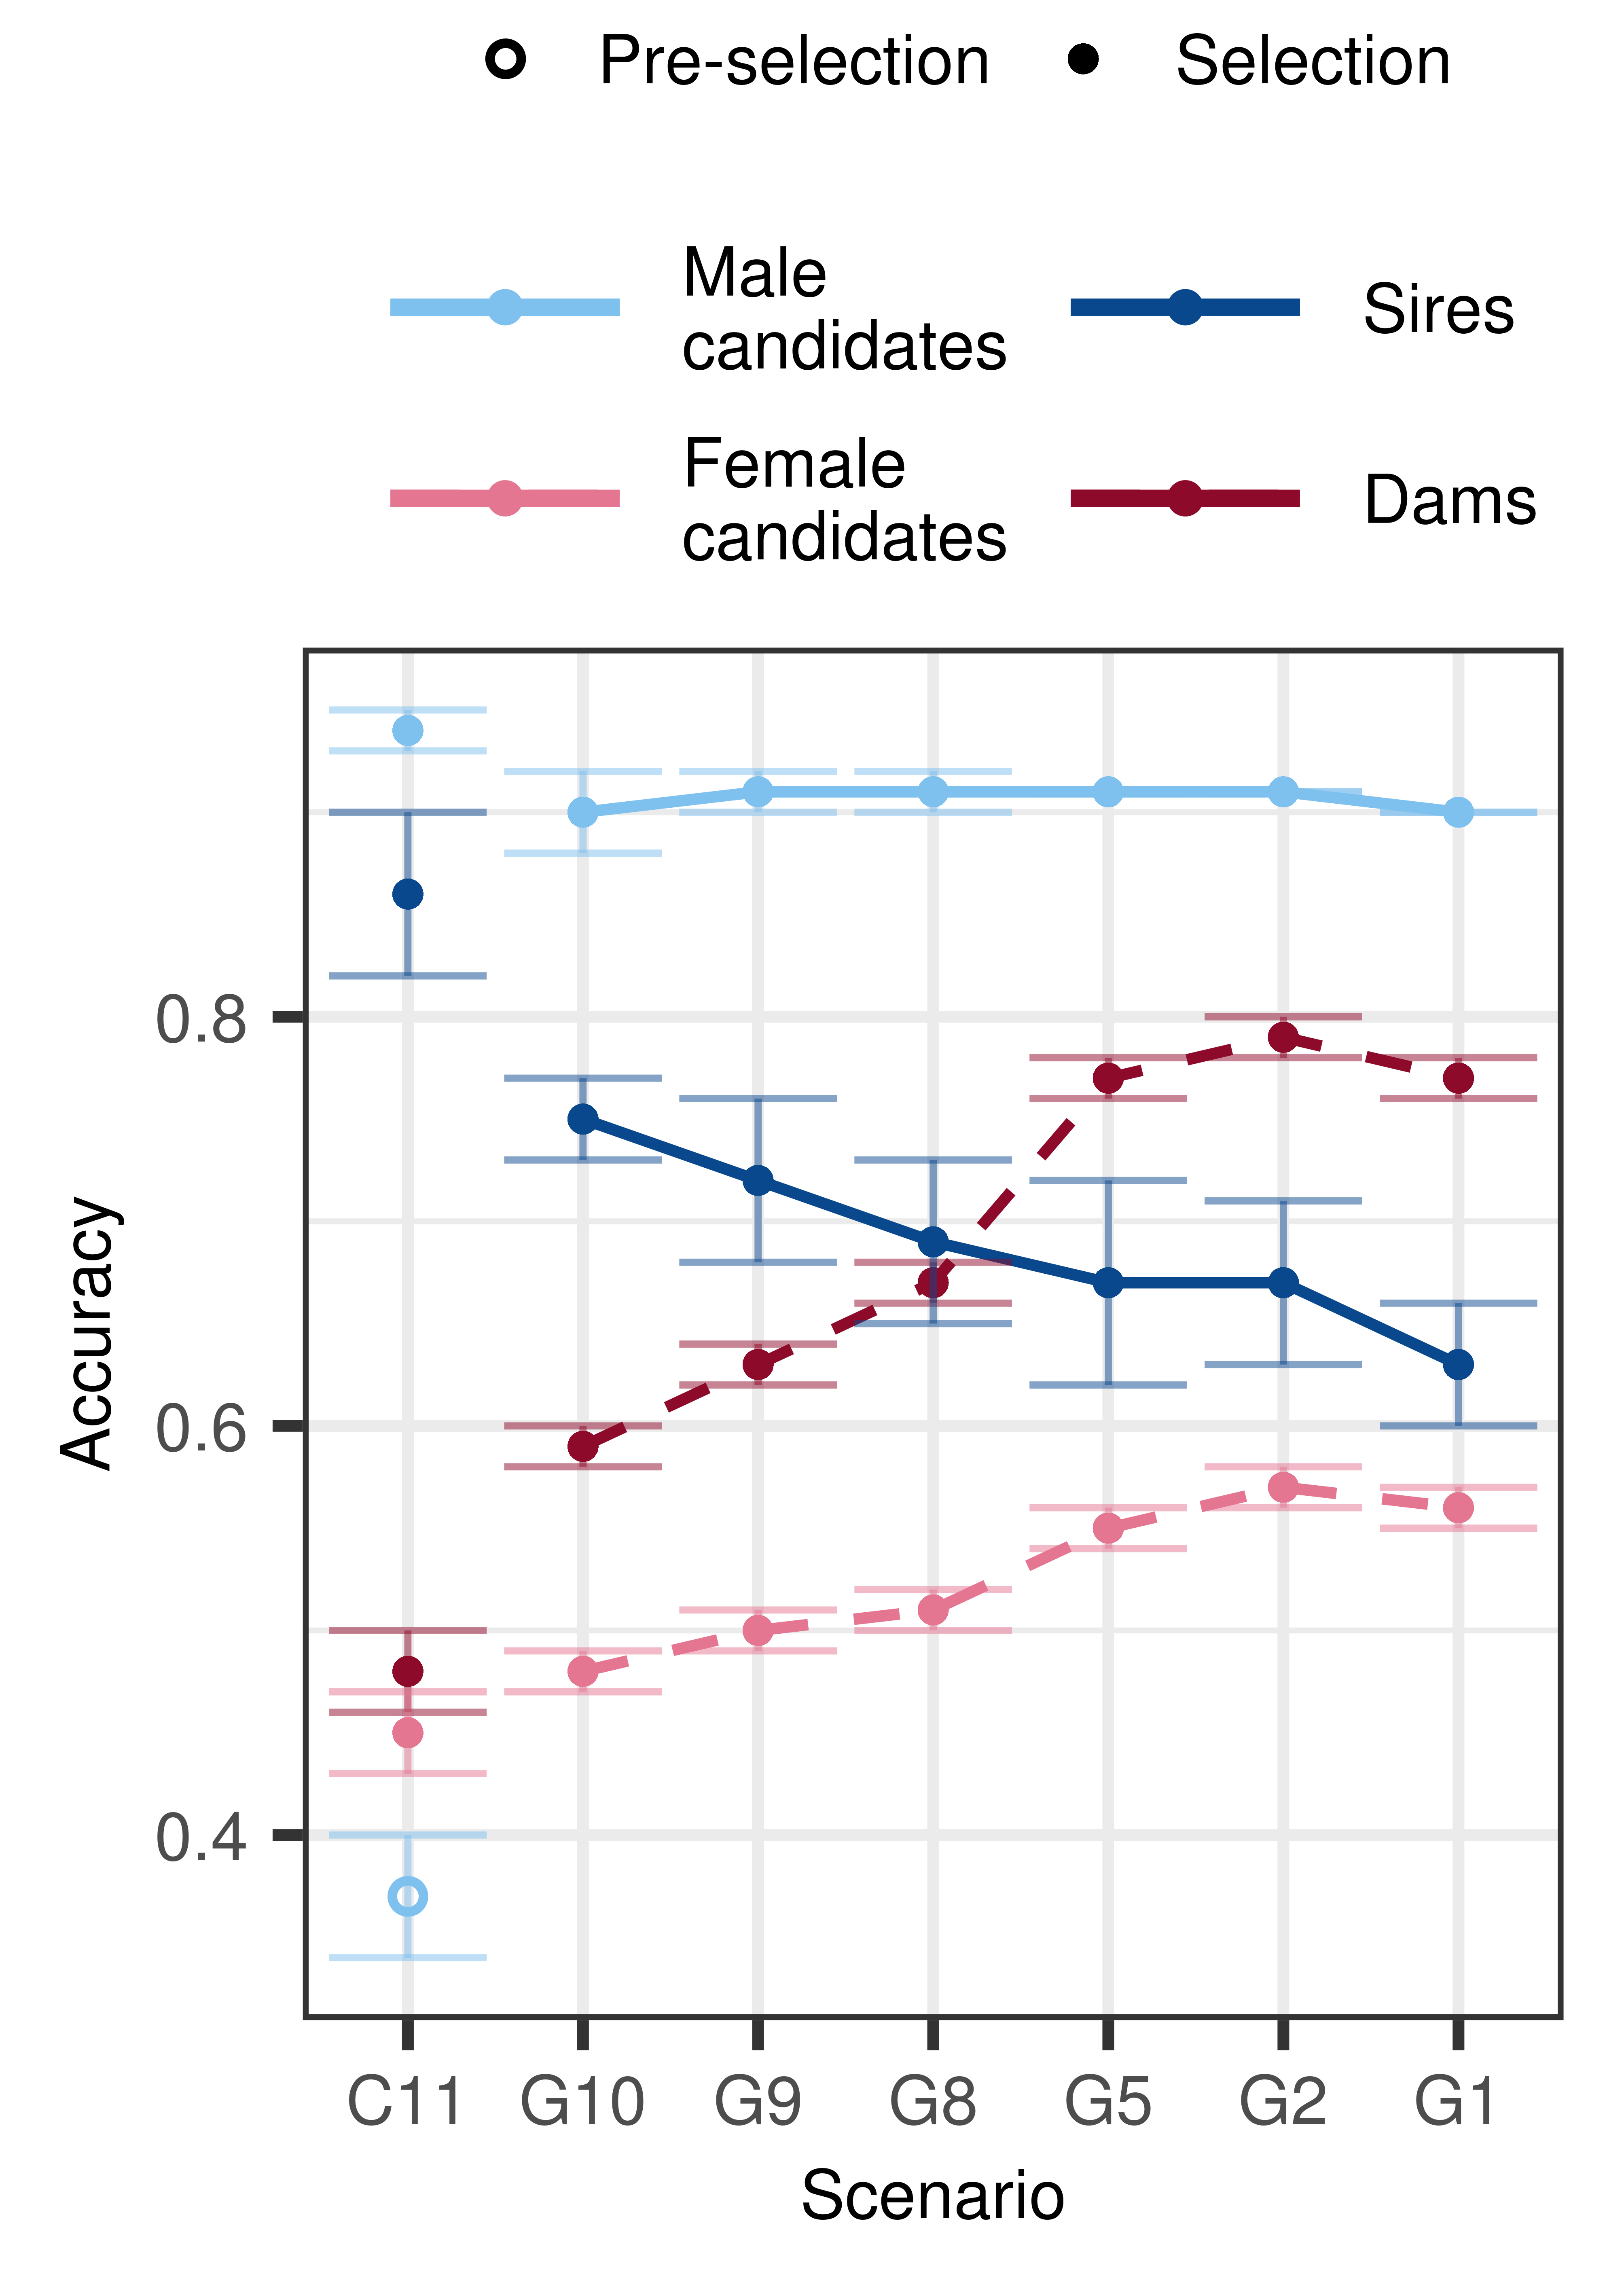 Pre-selection Selection
Male
candidates
Sires
Female
candidates
Dams
Accuracy
0.8
0.6
0.4
C11 G10 G9 G8 G5 G2 G1
Scenario